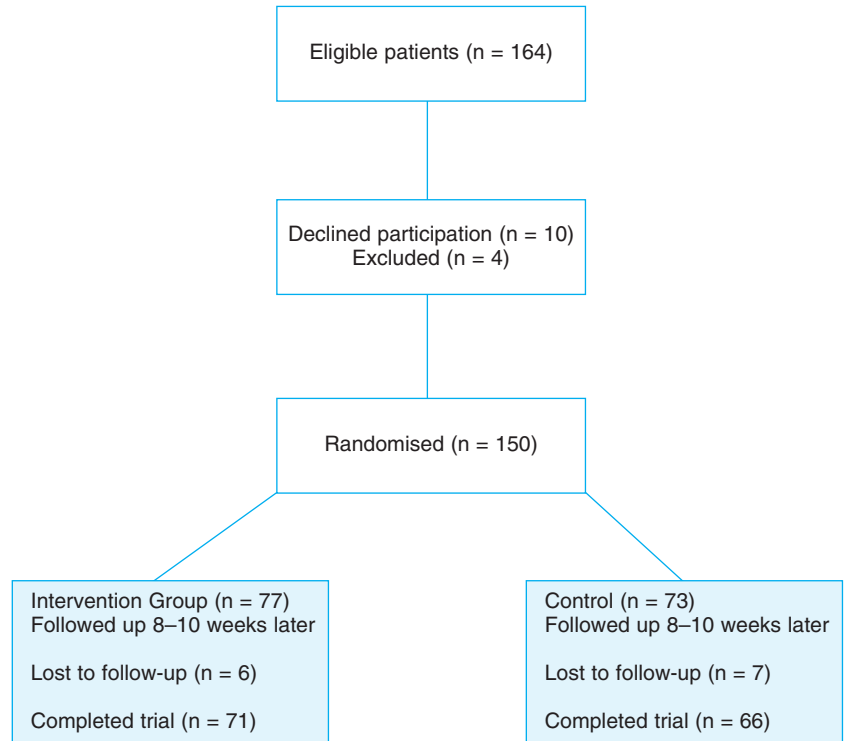 Eligible patients (n = 164)
Declined participation (n = 10)
Excluded (n = 4)
Randomised (n = 150)
Intervention Group (n = 77)
Followed up 8–10 weeks later
Lost to follow-up (n = 6)
Completed trial (n = 71)
Control (n = 73)
Followed up 8–10 weeks later
Lost to follow-up (n = 7)
Completed trial (n = 66)